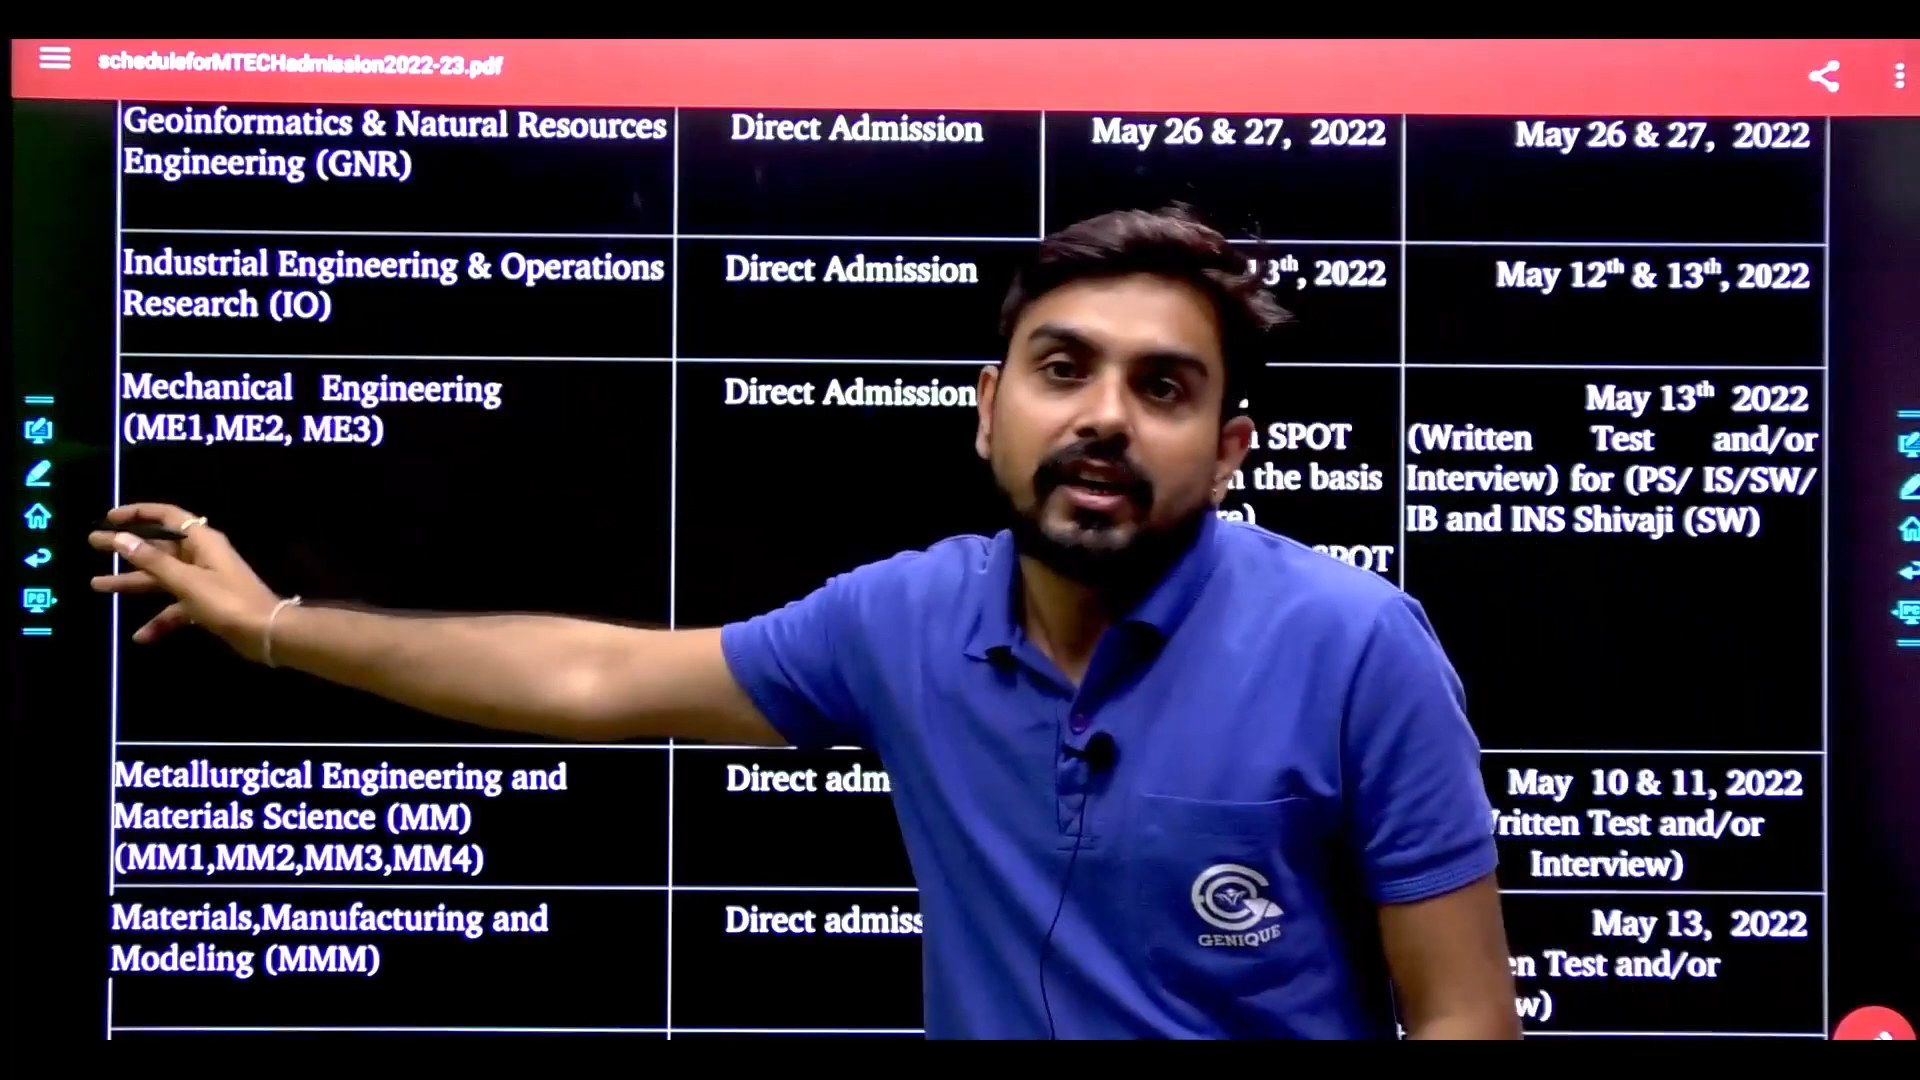 scheduleforMTECHadmission2022-23.pdf
Geoinformatics & Natural Resources
Engineering (GNR)
Direct Admission
May 26 & 27, 2022
May 26 & 27, 2022
Industrial Engineering & Operations
Research (IO)
Direct Admission
3th, 2022
May 12th & 13th, 2022
Mechanical Engineering
(ME1,ME2, ME3)
Direct Admission
SPOT
the basis
SPOT
May 13th 2022
(Written Test and/or
Interview) for (PS/ IS/SW/
IB and INS Shivaji (SW)
Metallurgical Engineering and
Materials Science (MM)
(MM1,MM2,MM3,MM4)
Direct adm
May 10 & 11, 2022
ritten Test and/or
Interview)
Materials,Manufacturing and
Modeling (MMM)
Direct admiss
May 13, 2022
en Test and/or
w)
PC
PC
GENIQUE